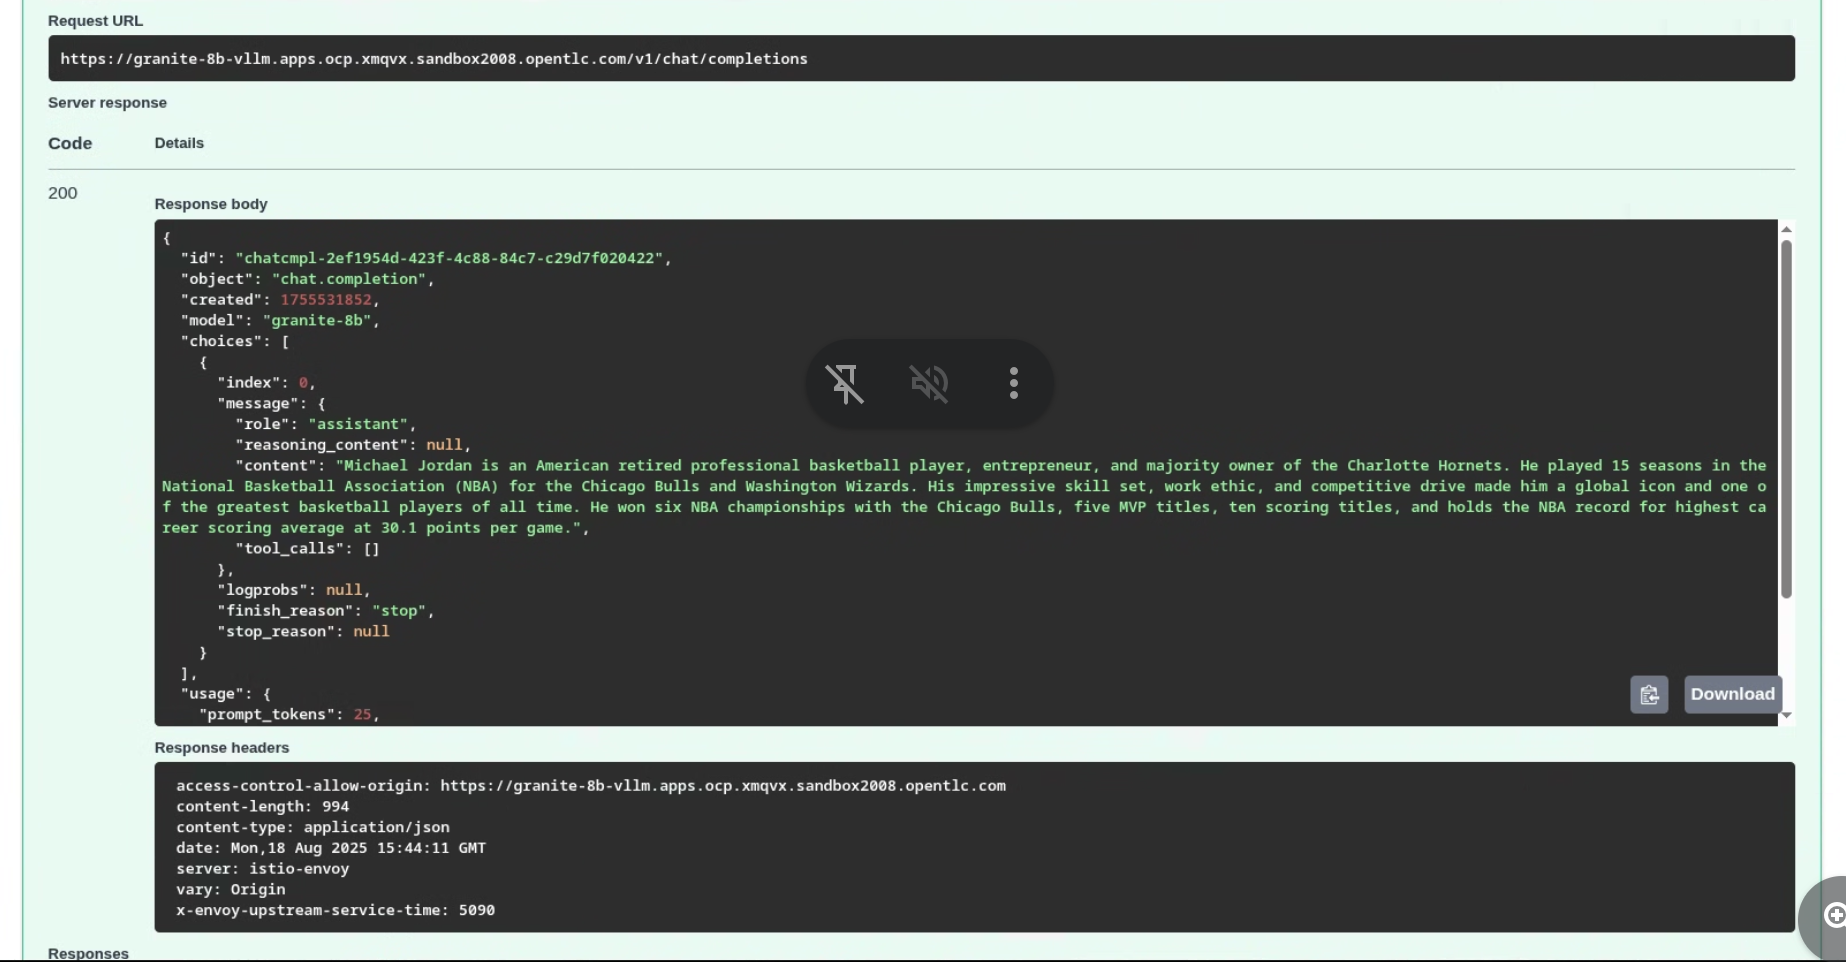 Request URL
https://granite-8b-vllm.apps.ocp.xmqvx.sandbox2008.opentlc.com/v1/chat/completions
Server response
Code Details
200
Response body
{
"id": "chatcmpl-2ef1954d-423f-4c88-84c7-c29d7f020422",
"object": "chat.completion",
"created": 1755531852,
"model": "granite-8b",
"choices": [
{
"index": 0,
"message": {
"role": "assistant",
"reasoning_content": null,
"content": "Michael Jordan is an American retired professional basketball player, entrepreneur, and majority owner of the Charlotte Hornets. He played 15 seasons in the
National Basketball Association (NBA) for the Chicago Bulls and Washington Wizards. His impressive skill set, work ethic, and competitive drive made him a global icon and one o
f the greatest basketball players of all time. He won six NBA championships with the Chicago Bulls, five MVP titles, ten scoring titles, and holds the NBA record for highest ca
reer scoring average at 30.1 points per game.",
"tool_calls": []
},
"logprobs": null,
"finish_reason": "stop",
"stop_reason": null
}
],
"usage": {
"prompt_tokens": 25,
Download
Response headers
access-control-allow-origin: https://granite-8b-vllm.apps.ocp.xmqvx.sandbox2008.opentlc.com
content-length: 994
content-type: application/json
date: Mon,18 Aug 2025 15:44:11 GMT
server: istio-envoy
vary: Origin
x-envoy-upstream-service-time: 5090
Responses